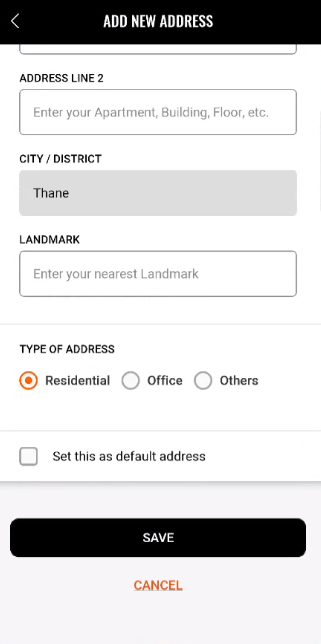 ADD NEW ADDRESS
ADDRESS LINE 2
Enter your Apartment, Building, Floor, etc.
CITY / DISTRICT
Thane
LANDMARK
Enter your nearest Landmark
TYPE OF ADDRESS
Residential Office Others
Set this as default address
SAVE
CANCEL